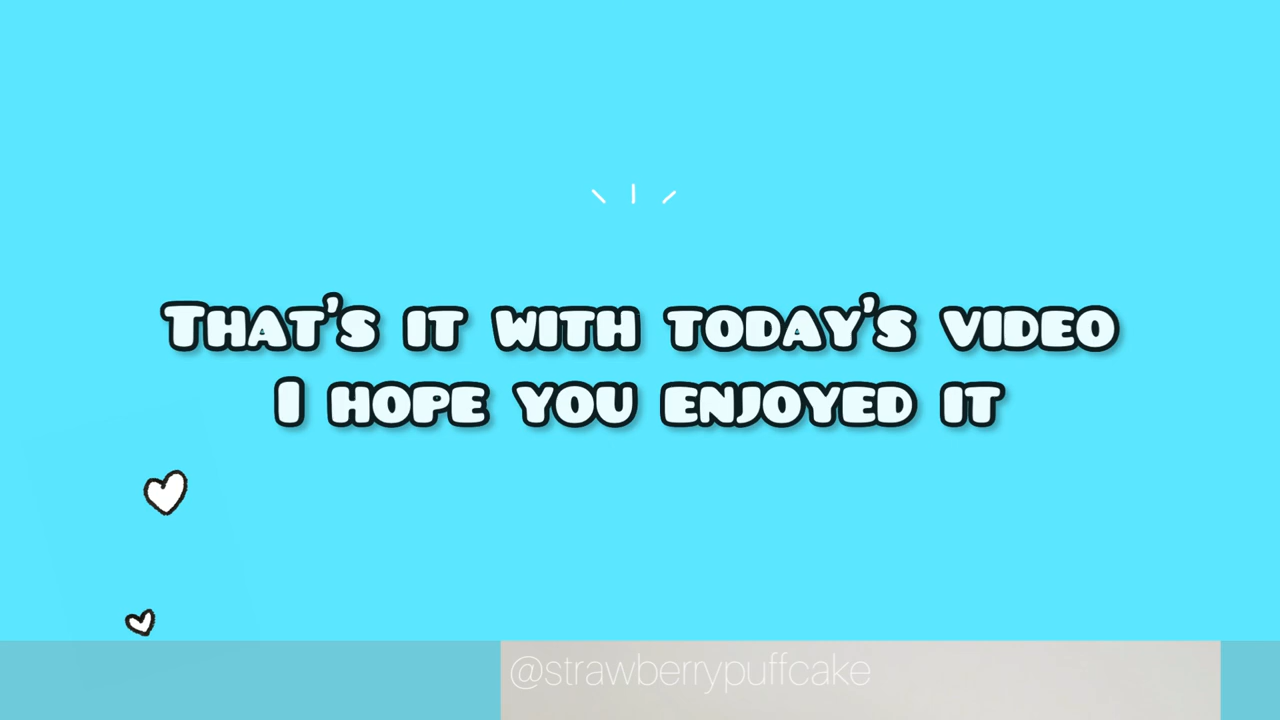 That's it with today's video
I hope you enjoyed it
@strawberrypuffcake